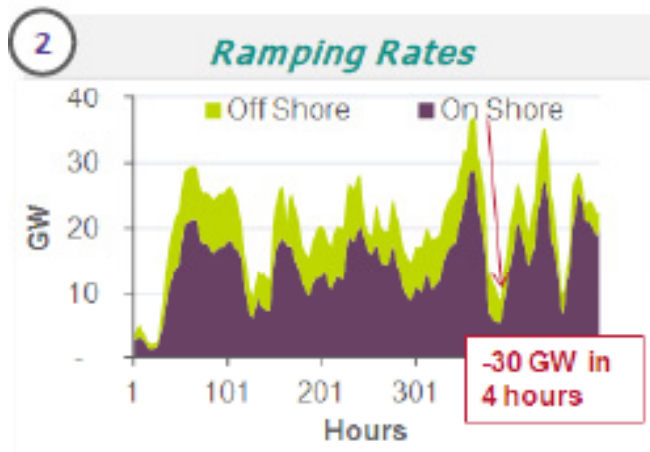 2
Ramping Rates
Off Shore
On Shore
40
30
20
10
-
GW
1
101
201
301
Hours
-30 GW in
4 hours